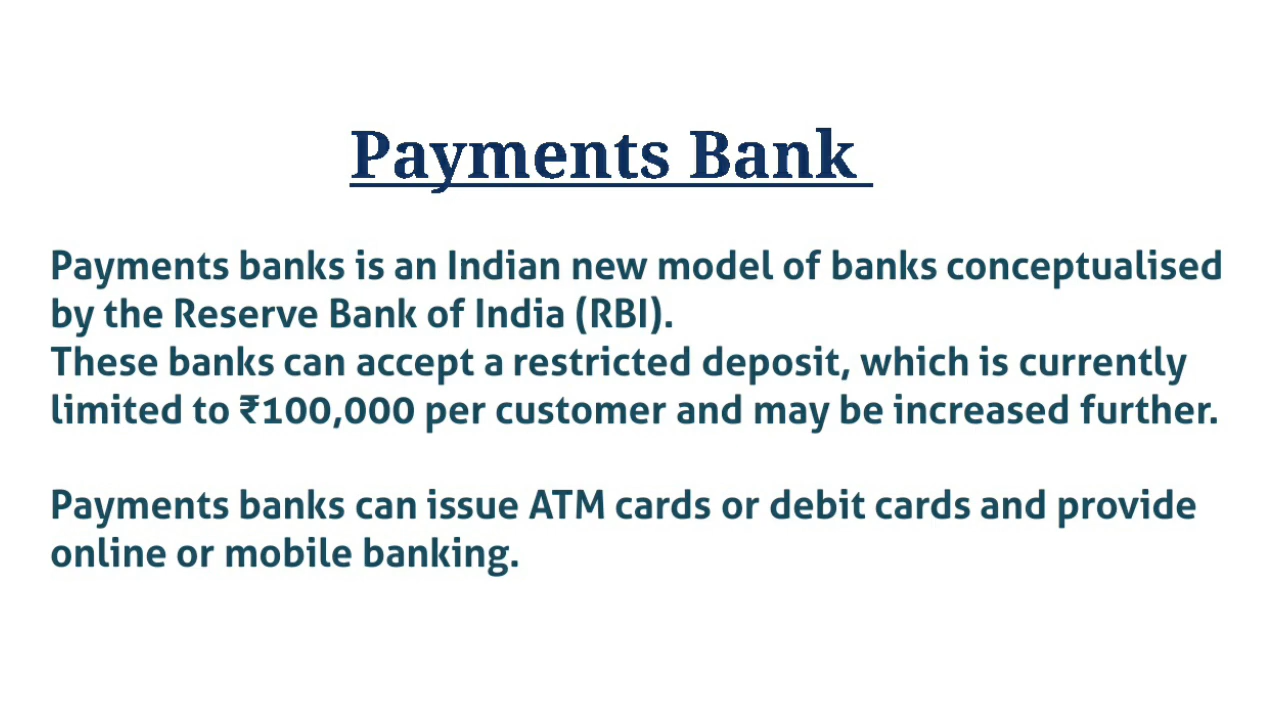 Payments Bank
Payments banks is an Indian new model of banks conceptualised
by the Reserve Bank of India (RBI).
These banks can accept a restricted deposit, which is currently
limited to ₹100,000 per customer and may be increased further.
Payments banks can issue ATM cards or debit cards and provide
online or mobile banking.